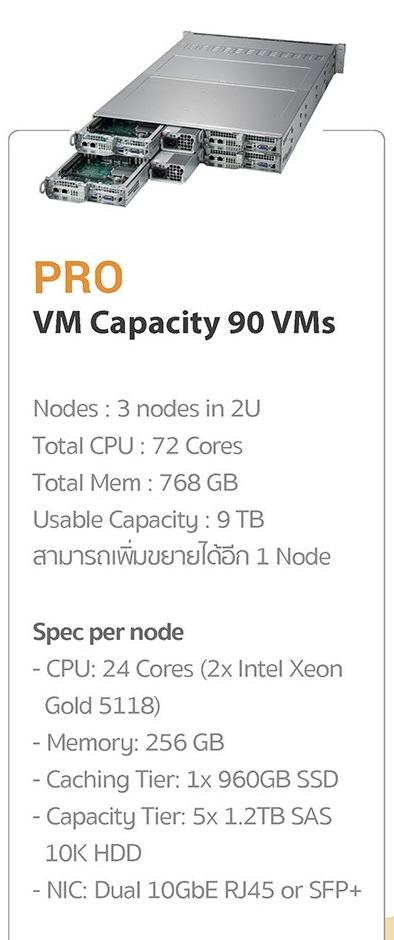 PRO
VM Capacity 90 VMs
Nodes : 3 nodes in 2U
Total CPU : 72 Cores
Total Mem : 768 GB
Usable Capacity : 9 TB
สามารถเพิ่มขยายได้อีก 1 Node
Spec per node
- CPU: 24 Cores (2x Intel Xeon
Gold 5118)
- Memory: 256 GB
- Caching Tier: 1x 960GB SSD
- Capacity Tier: 5x 1.2TB SAS
10K HDD
- NIC: Dual 10GbE RJ45 or SFP+